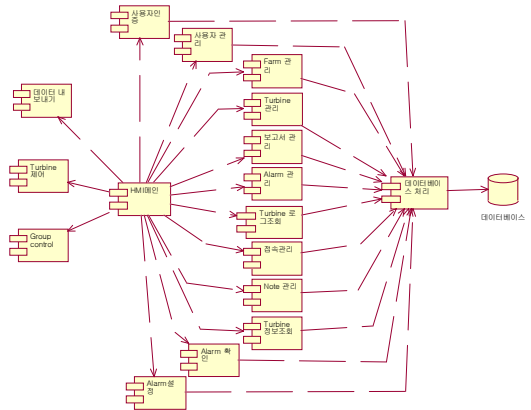 사용자인
증
사용자 관
리
Farm 관
리
데이터 내
보내기
Turbine
관리
보고서 관
리
Turbine
제어
Alarm 관
리
HMI메인
데이터베이
스 처리
데이터베이스
Turbine 로
그조회
Group
control
접속관리
Note 관리
Turbine
정보조회
Alarm 확
인
Alarm설
정